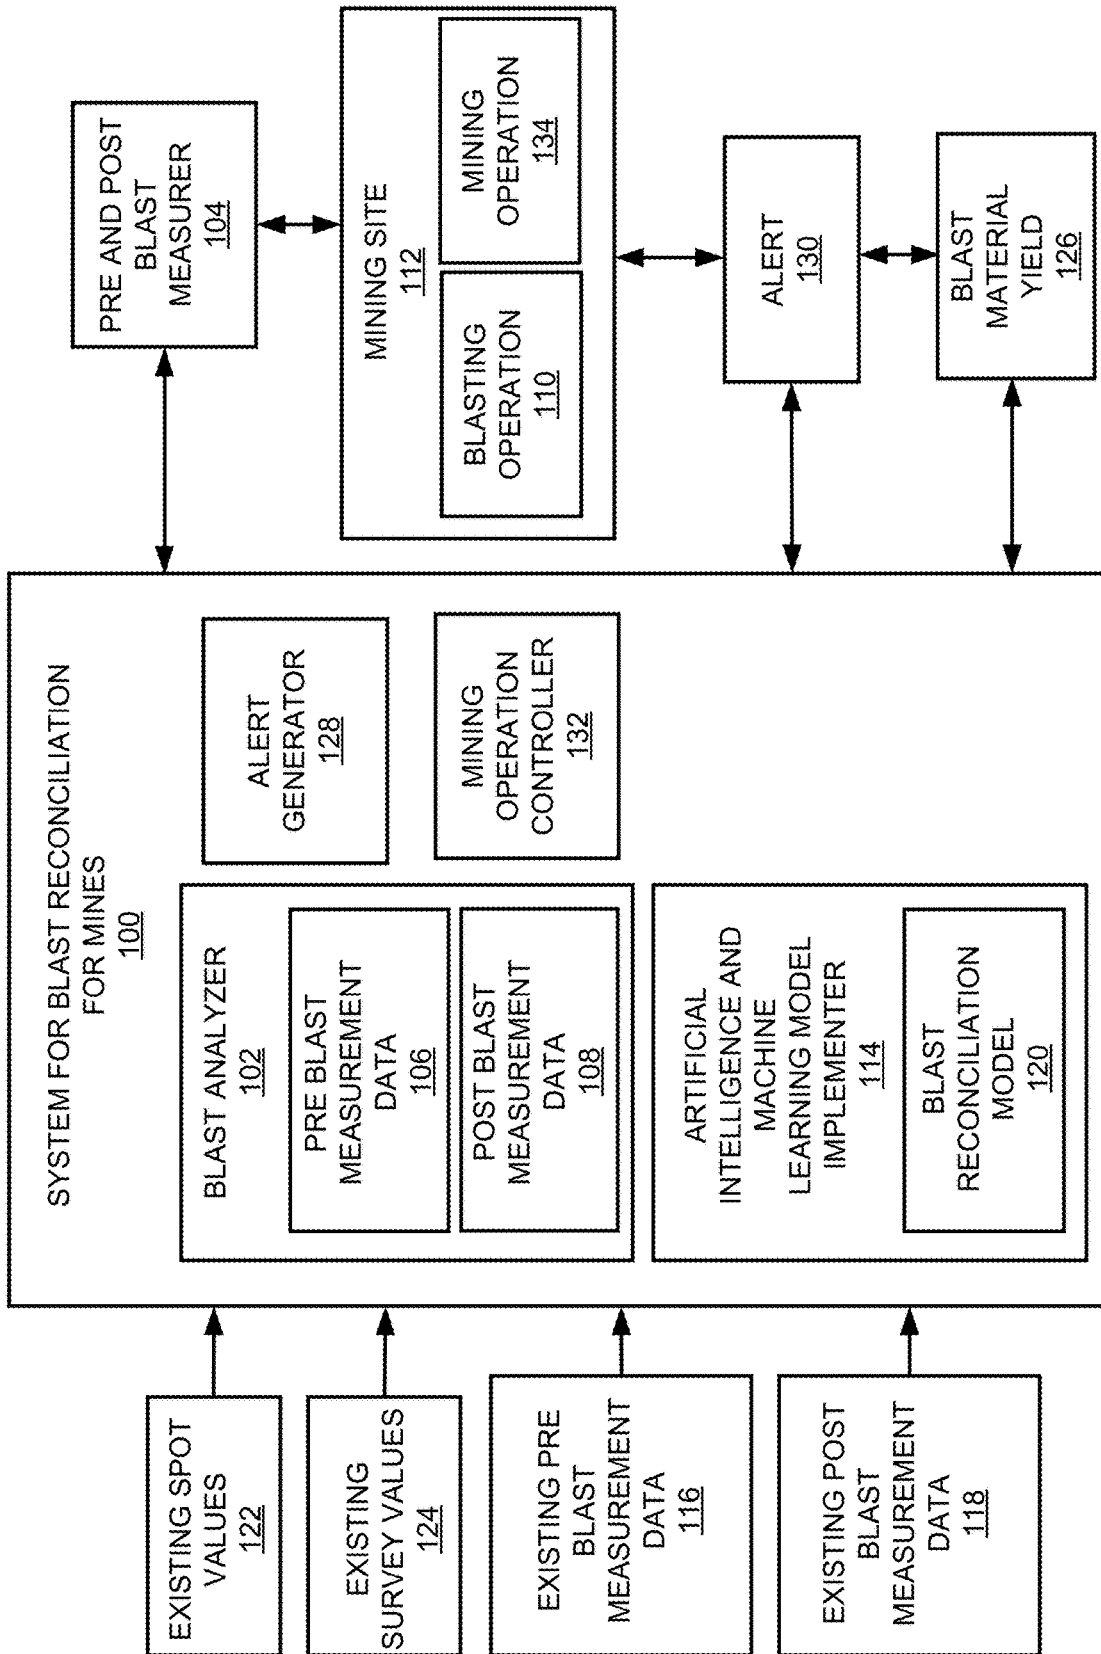 EXISTING SPOT
VALUES
122
EXISTING
SURVEY VALUES
124
EXISTING PRE
BLAST
MEASUREMENT
DATA
116
EXISTING POST
BLAST
MEASUREMENT
DATA
118
SYSTEM FOR BLAST RECONCILIATION
FOR MINES
100
BLAST ANALYZER
102
PRE BLAST
MEASUREMENT
DATA
106
POST BLAST
MEASUREMENT
DATA
108
ALERT
GENERATOR
128
MINING
OPERATION
CONTROLLER
132
ARTIFICIAL
INTELLIGENCE AND
MACHINE
LEARNING MODEL
IMPLEMENTER
114
BLAST
RECONCILIATION
MODEL
120
PRE AND POST
BLAST
MEASURER
104
MINING SITE
112
BLASTING
OPERATION
110
MINING
OPERATION
134
ALERT
130
BLAST
MATERIAL
YIELD
126